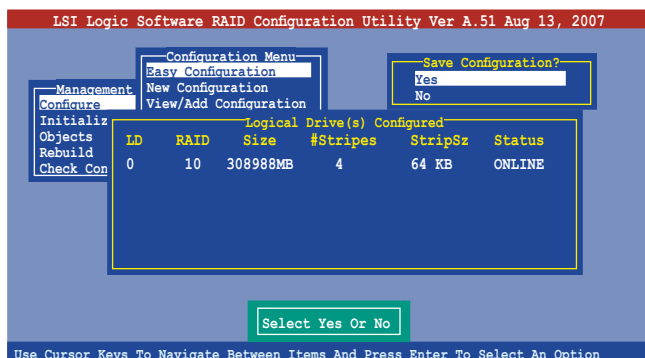 LSI Logic Software RAID Configuration Utility Ver A.51 Aug 13, 2007
Configuration Menu
Easy Configuration
New Configuration
View/Add Configuration
Save Configuration?
Yes
No
Management
Configure
Initializ
Objects
Rebuild
Check Con
Logical Drive(s) Configured
LD RAID Size #Stripes StripSz Status
0 10 308988MB 4 64 KB ONLINE
Select Yes Or No
Use Cursor Keys To Navigate Between Items And Press Enter To Select An Option